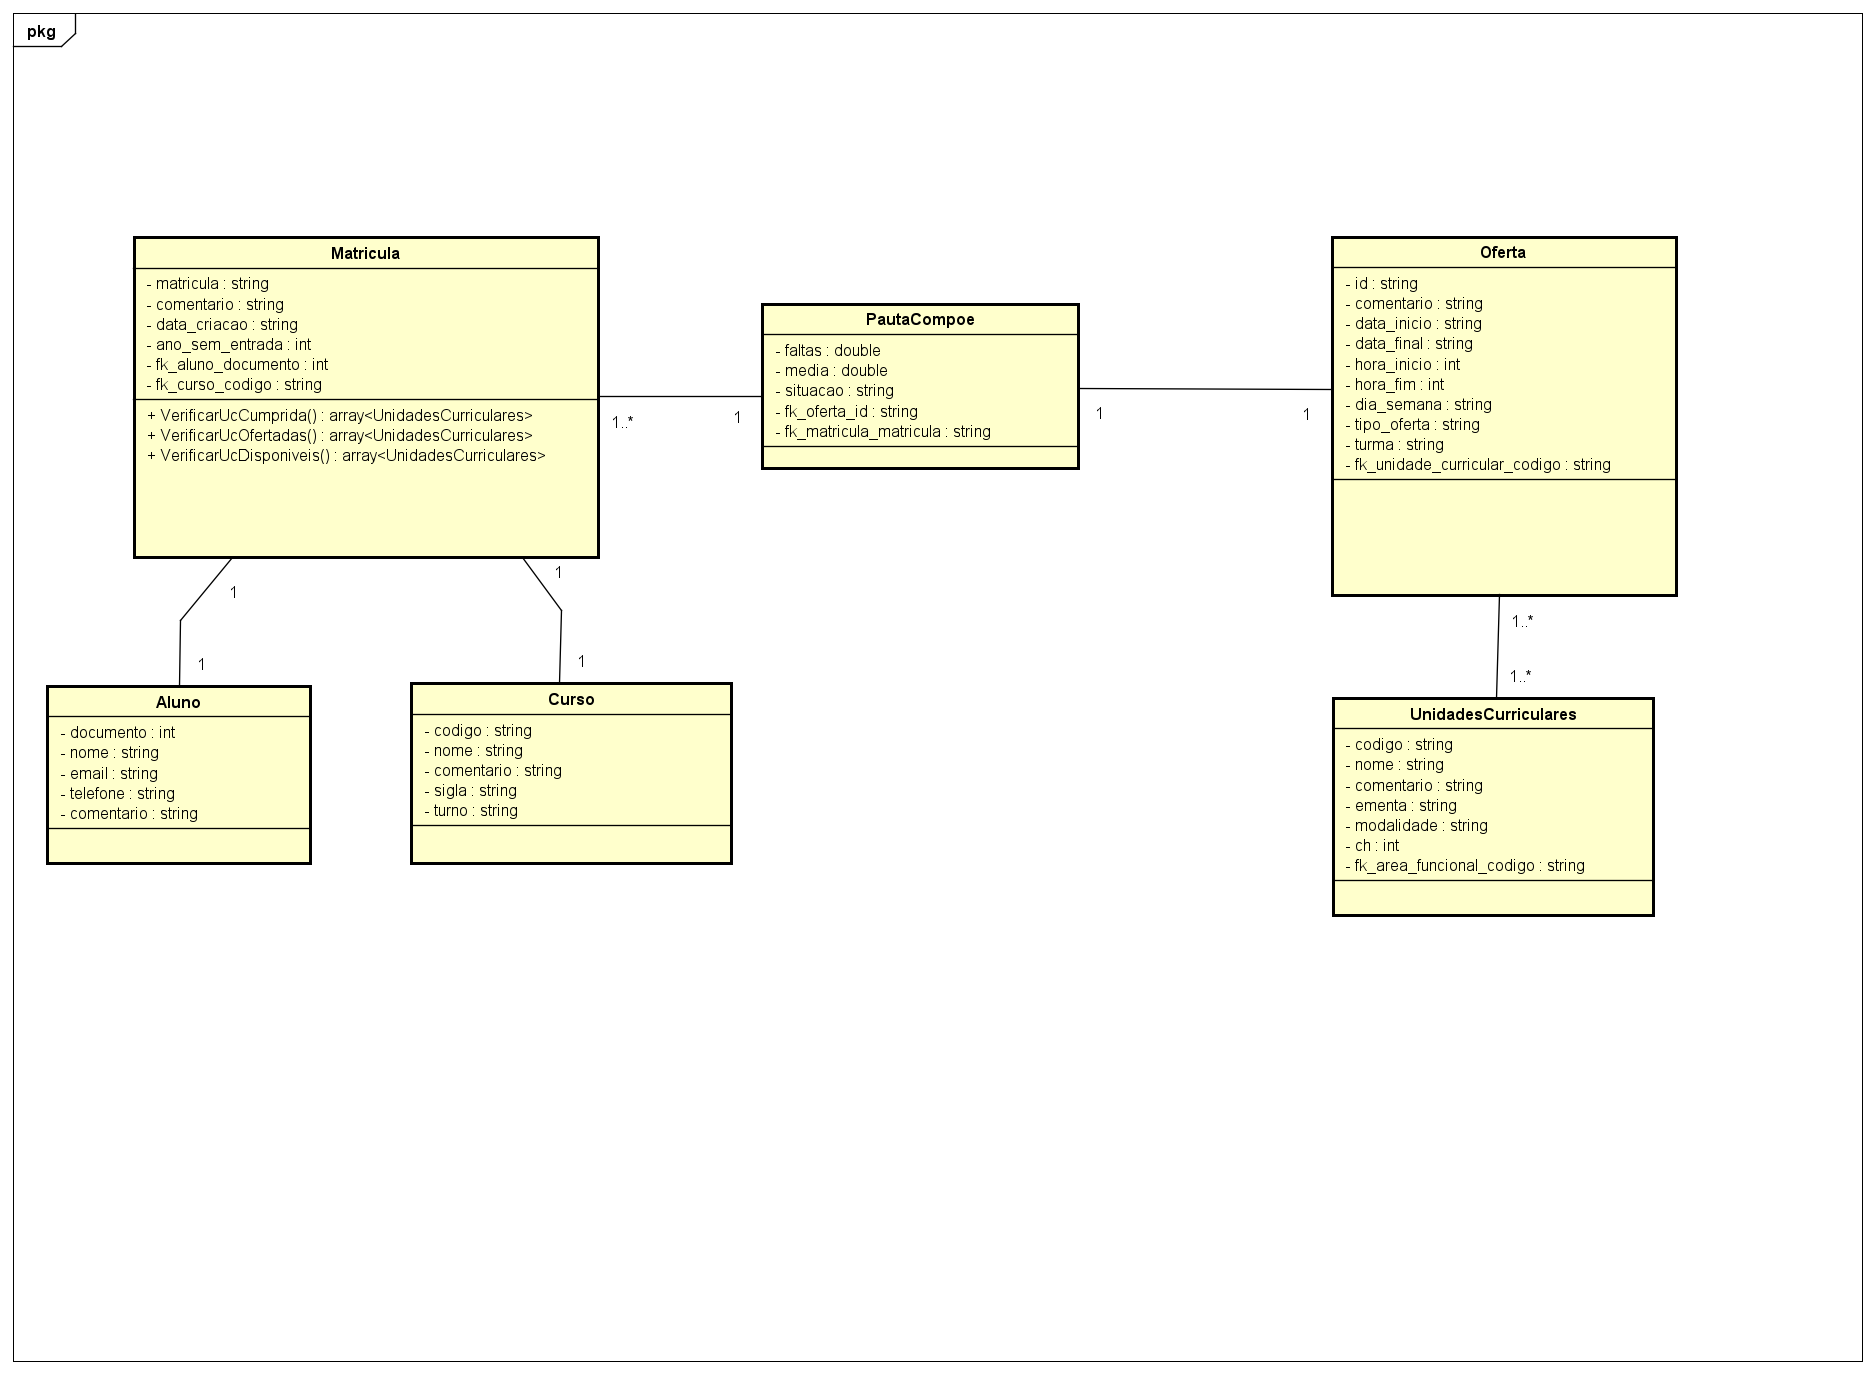 pkg
Matricula
- matricula : string
- comentario : string
- data_criacao : string
- ano_sem_entrada : int
- fk_aluno_documento : int
- fk_curso_codigo : string
+ VerificarUcCumprida() : array<UnidadesCurriculares>
+ VerificarUcOfertadas() : array<UnidadesCurriculares>
+ VerificarUcDisponiveis() : array<UnidadesCurriculares>
1..*
1
PautaCompoe
- faltas : double
- media : double
- situacao : string
- fk_oferta_id : string
- fk_matricula_matricula : string
1
1
Oferta
- id : string
- comentario : string
- data_inicio : string
- data_final : string
- hora_inicio : int
- hora_fim : int
- dia_semana : string
- tipo_oferta : string
- turma : string
- fk_unidade_curricular_codigo : string
1
1
1
1
1..*
1..*
Aluno
- documento : int
- nome : string
- email : string
- telefone : string
- comentario : string
Curso
- codigo : string
- nome : string
- comentario : string
- sigla : string
- turno : string
UnidadesCurriculares
- codigo : string
- nome : string
- comentario : string
- ementa : string
- modalidade : string
- ch : int
- fk_area_funcional_codigo : string